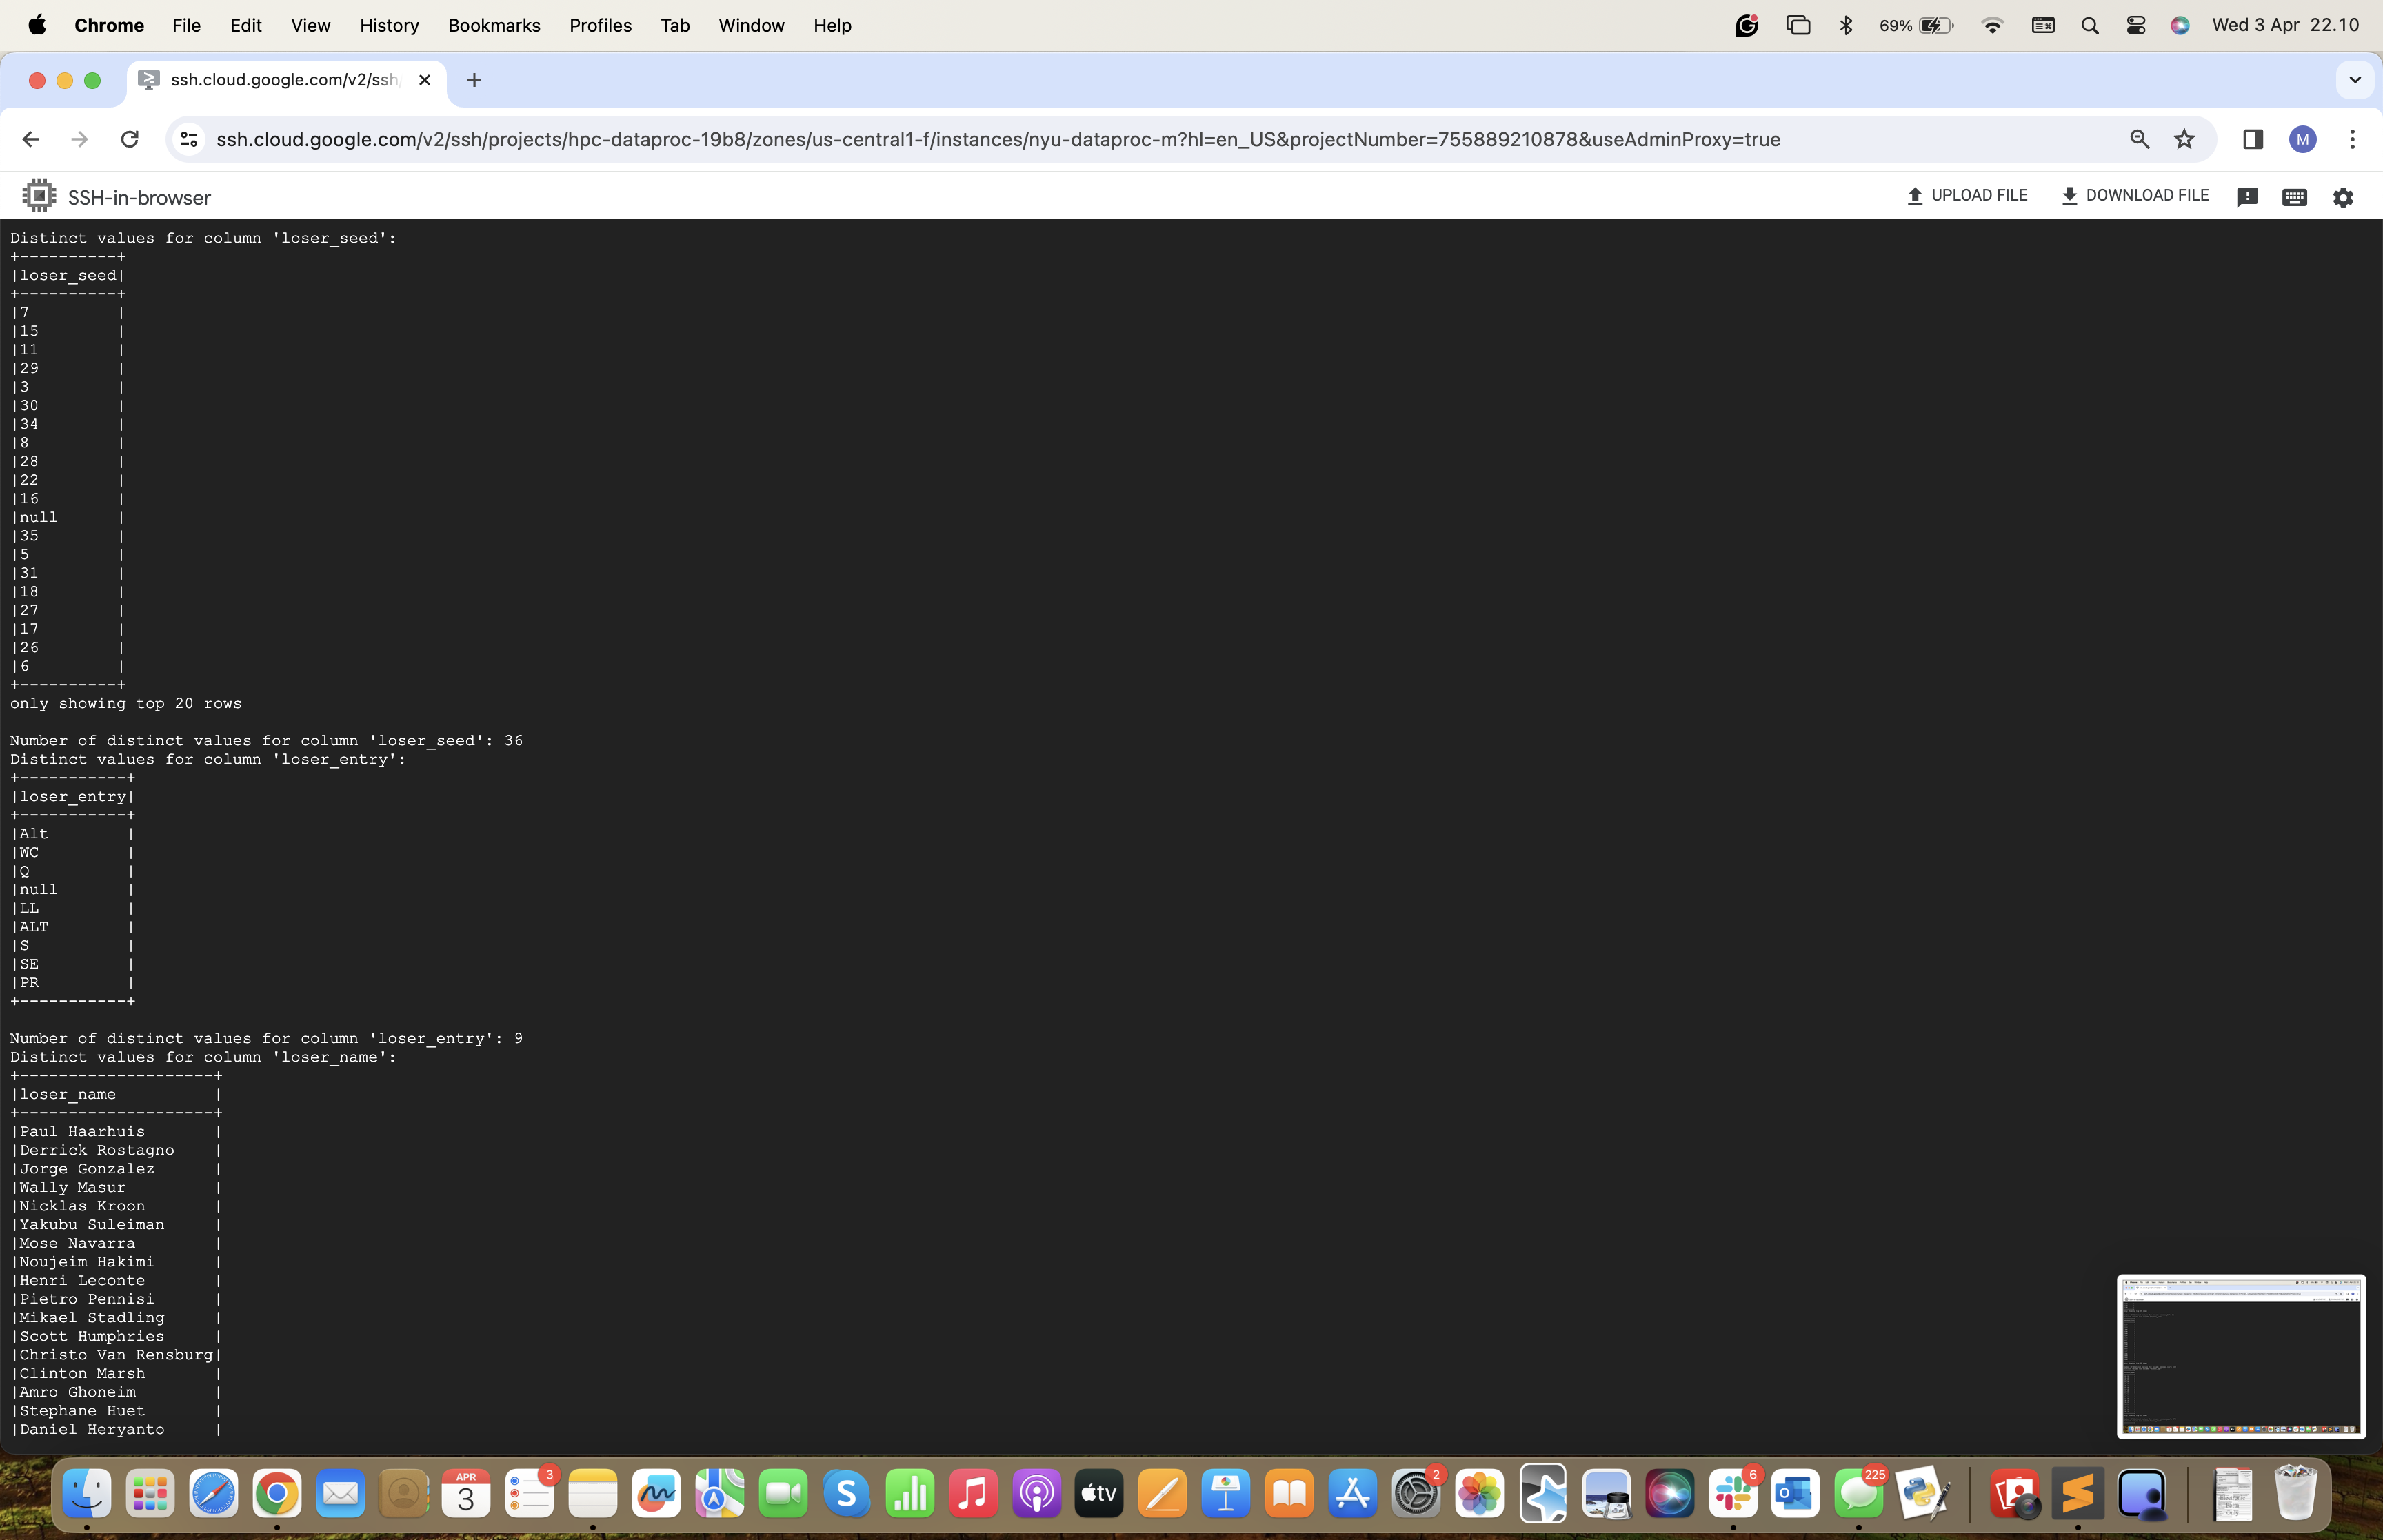 Chrome File Edit View History Bookmarks Profiles Tab Window Help 69% Wed 3 Apr 22.10
ssh.cloud.google.com/v2/ssh
ssh.cloud.google.com/v2/ssh/projects/hpc-dataproc-19b8/zones/us-central1-f/instances/nyu-dataproc-m?hl=en_US&projectNumber=755889210878&useAdminProxy=true M
SSH-in-browser UPLOAD FILE DOWNLOAD FILE
Distinct values for column 'loser_seed':
+----------+
|loser_seed|
+----------+
|7         |
|15        |
|11        |
|29        |
|3         |
|30        |
|34        |
|8         |
|28        |
|22        |
|16        |
|null      |
|35        |
|5         |
|31        |
|18        |
|27        |
|17        |
|26        |
|6         |
+----------+
only showing top 20 rows
Number of distinct values for column 'loser_seed': 36
Distinct values for column 'loser_entry':
+-----------+
|loser_entry|
+-----------+
|Alt        |
|WC         |
|Q          |
|null       |
|LL         |
|ALT        |
|S          |
|SE         |
|PR         |
+-----------+
Number of distinct values for column 'loser_entry': 9
Distinct values for column 'loser_name':
+--------------------+
|loser_name          |
+--------------------+
|Paul Haarhuis       |
|Derrick Rostagno    |
|Jorge Gonzalez      |
|Wally Masur         |
|Nicklas Kroon       |
|Yakubu Suleiman     |
|Mose Navarra        |
|Noujeim Hakimi      |
|Henri Leconte       |
|Pietro Pennisi      |
|Mikael Stadling     |
|Scott Humphries     |
|Christo Van Rensburg|
|Clinton Marsh       |
|Amro Ghoneim        |
|Stephane Huet       |
|Daniel Heryanto     |
APR 3 3 tv 2 6 225